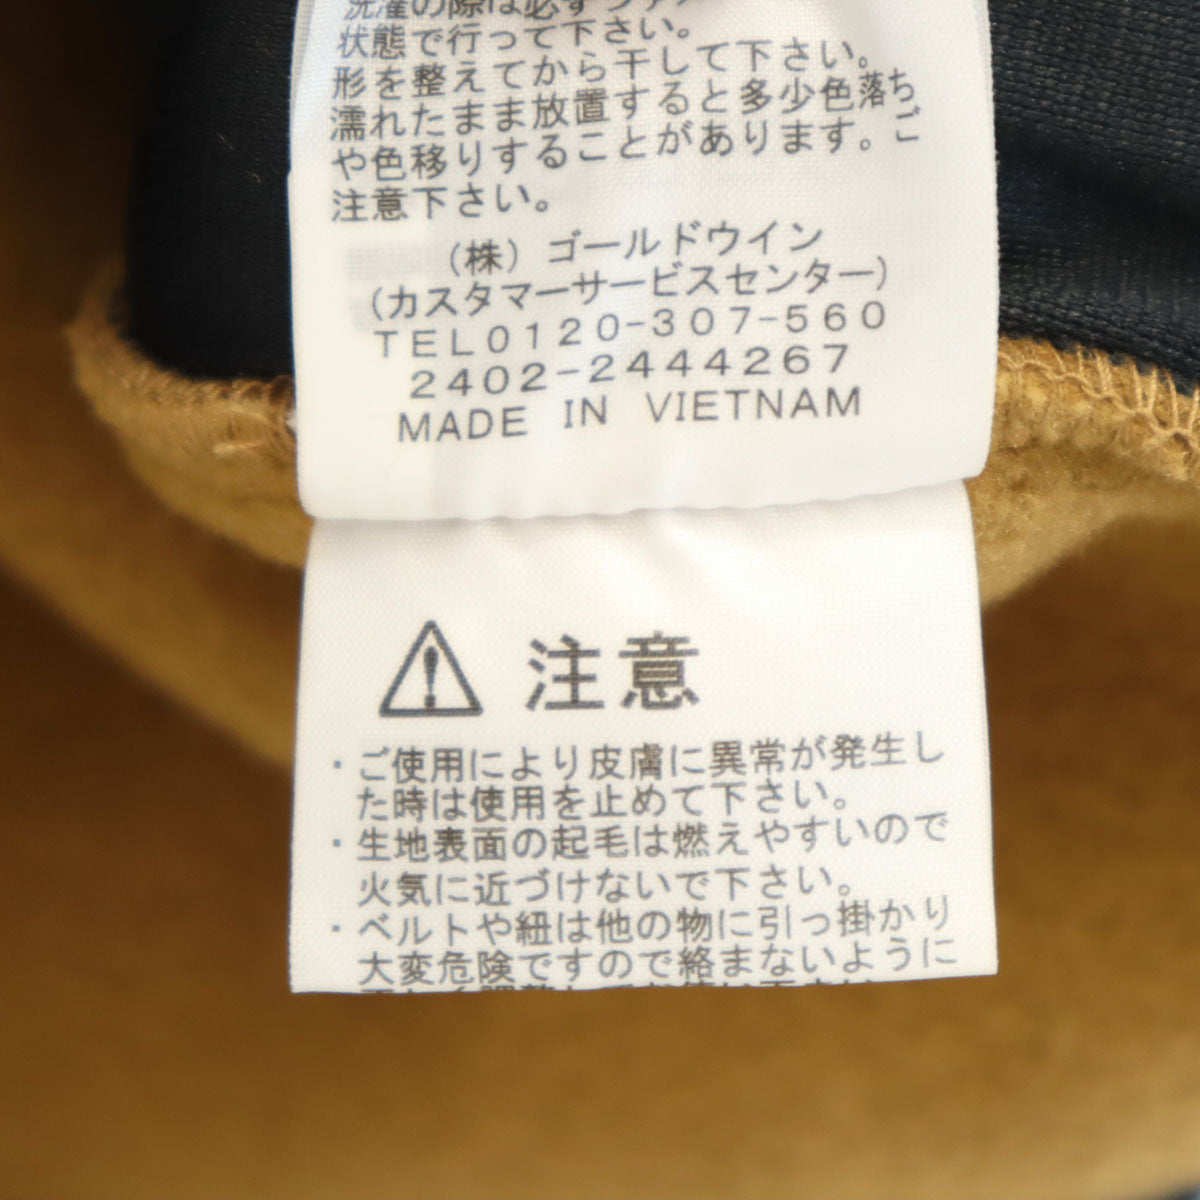 洗濯の際は必ず
状態で行って下さい。
形を整えてから干して下さい。
濡れたまま放置すると多少色落ち
や色移りすることがあります。ご
注意下さい。
(株) ゴールドウイン
(カスタマーサービスセンター)
TEL0120-307-560
2402-2444267
MADE IN VIETNAM
注意
・ご使用により皮膚に異常が発生し
た時は使用を止めて下さい。
・生地表面の起毛は燃えやすいので
火気に近づけないで下さい。
・ベルトや紐は他の物に引っ掛かり
大変危険ですので絡まないように